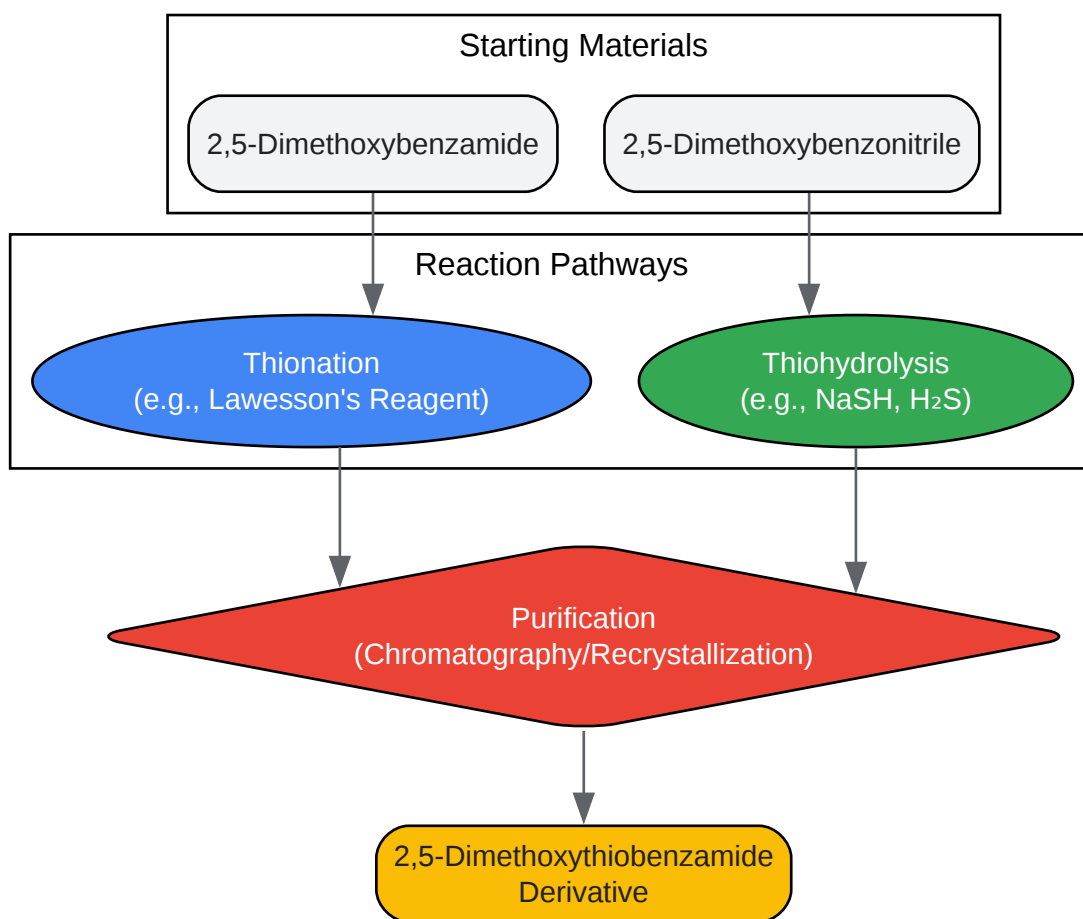 Starting Materials
2,5-Dimethoxybenzamide
2,5-Dimethoxybenzonitrile
Reaction Pathways
Thionation
(e.g., Lawesson's Reagent)
Thiohydrolysis
(e.g., NaSH, H₂S)
Purification
(Chromatography/Recrystallization)
2,5-Dimethoxythiobenzamide
Derivative